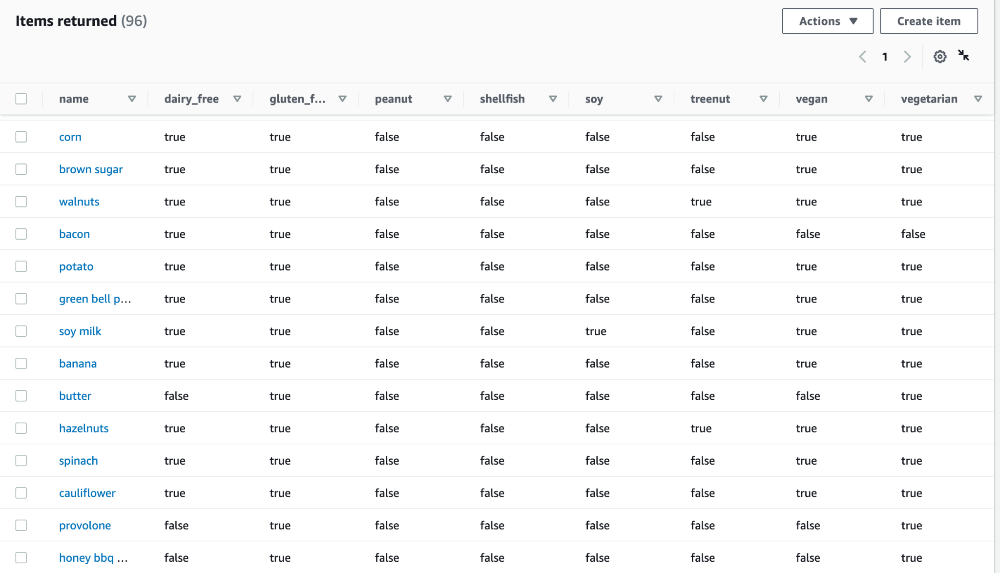 Items returned (96)
Actions
Create item
1
name dairy_free gluten_f... peanut shellfish soy treenut vegan vegetarian
corn true true false false false false true true
brown sugar true true false false false false true true
walnuts true true false false false true true true
bacon true true false false false false false false
potato true true false false false false true true
green bell p... true true false false false false true true
soy milk true true false false true false true true
banana true true false false false false true true
butter false true false false false false false true
hazelnuts true true false false false true true true
spinach true true false false false false true true
cauliflower true true false false false false true true
provolone false true false false false false false true
honey bbq ... false true false false false false false true